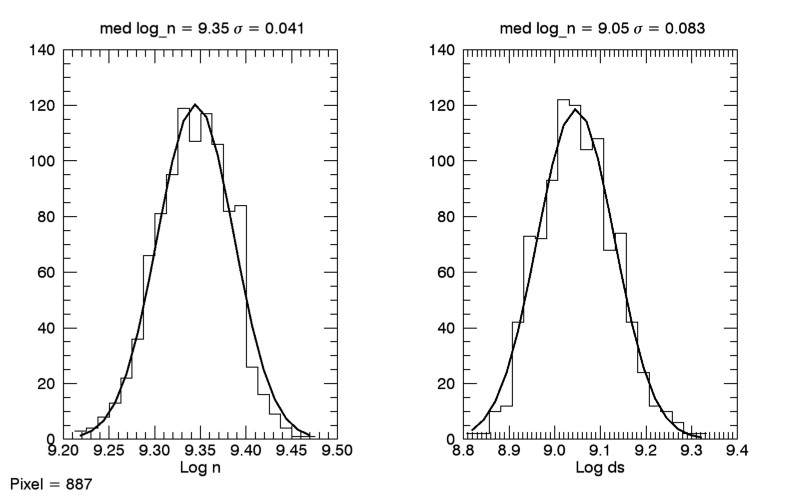 med log_n = 9.35 σ = 0.041
med log_n = 9.05 σ = 0.083
140
120
100
80
60
40
20
0
9.20 9.25 9.30 9.35 9.40 9.45 9.50
Log n
140
120
100
80
60
40
20
0
8.8 8.9 9.0 9.1 9.2 9.3 9.4
Log ds
Pixel = 887